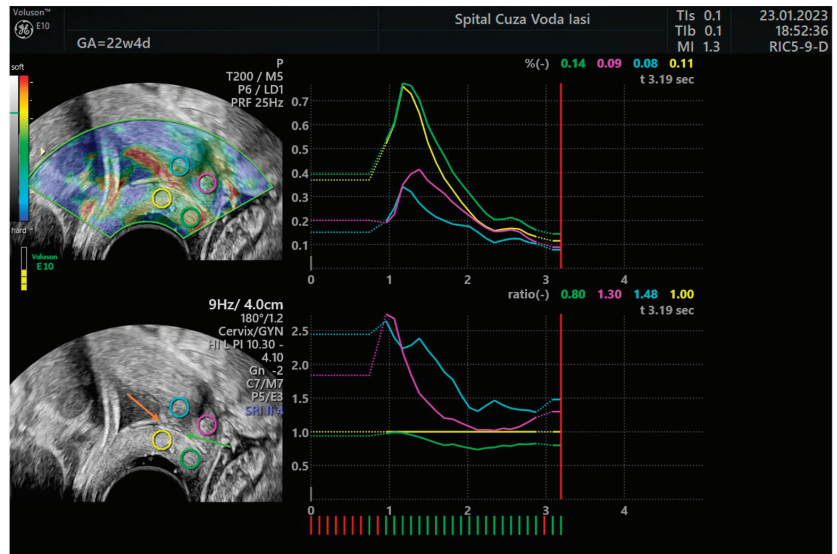 Voluson™
E10
GA=22w4d
Spital Cuza Voda Iasi
TIs 0.1
TIb 0.1
MI 1.3
23.01.2023
18:52:36
RIC5-9-D
soft
hard
Voluson
E10
P
T200 / M5
P6 / LD1
PRF 25Hz
%(-) 0.14 0.09 0.08 0.11
t 3.19 sec
0.7
0.6
0.5
0.4
0.3
0.2
0.1
0 1 2 3 4
9Hz/ 4.0cm
180°/1.2
Cervix/GYN
HI L PI 10.30 -
4.10
Gn -2
C7/M7
P5/E3
SRI II 4
ratio(-) 0.80 1.30 1.48 1.00
t 3.19 sec
2.5
2.0
1.5
1.0
0.5
0 1 2 3 4